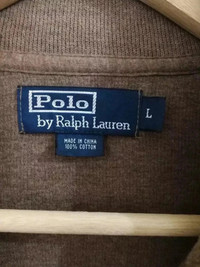 Polo
by Ralph Lauren
L
MADE IN CHINA
100% COTTON